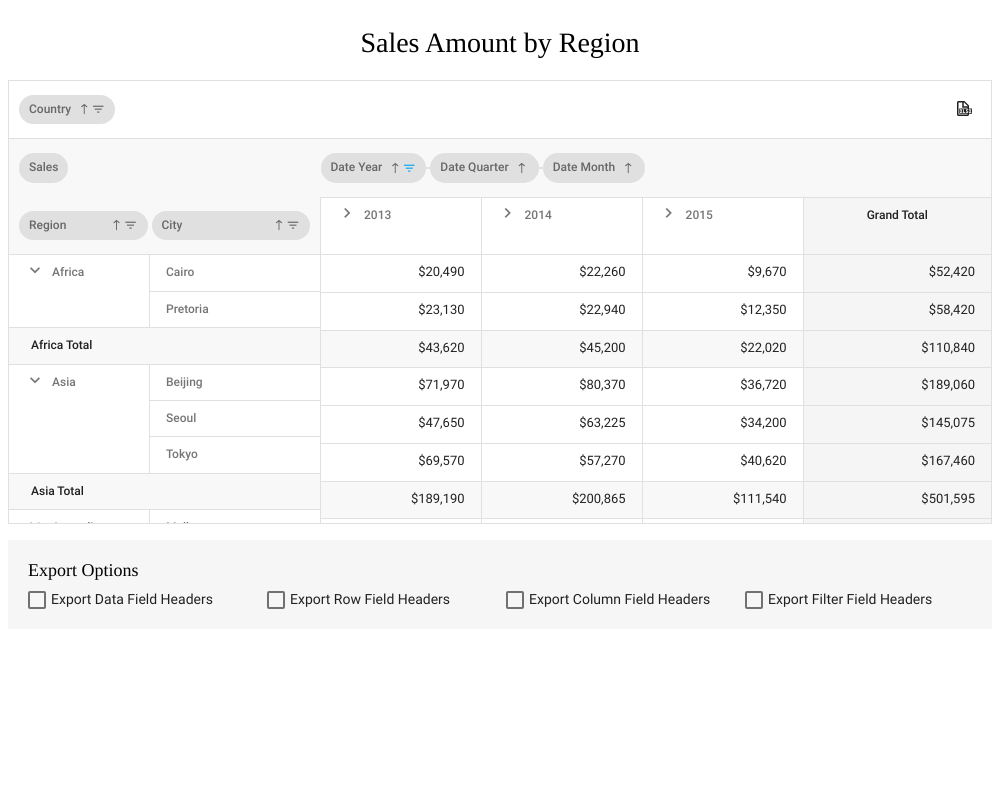 Sales Amount by Region
Country
Sales
Date Year Date Quarter Date Month
Region City
2013 2014 2015 Grand Total
Africa Cairo $20,490 $22,260 $9,670 $52,420
Pretoria $23,130 $22,940 $12,350 $58,420
Africa Total $43,620 $45,200 $22,020 $110,840
Asia Beijing $71,970 $80,370 $36,720 $189,060
Seoul $47,650 $63,225 $34,200 $145,075
Tokyo $69,570 $57,270 $40,620 $167,460
Asia Total $189,190 $200,865 $111,540 $501,595
Export Options
Export Data Field Headers Export Row Field Headers Export Column Field Headers Export Filter Field Headers